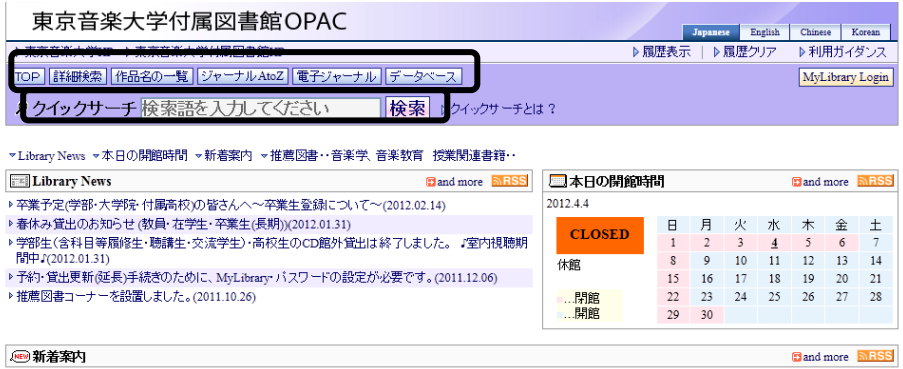 東京音楽大学付属図書館OPAC
Japanese English Chinese Korean
履歴表示 | 履歴クリア 利用ガイダンス
TOP 詳細検索 作品名の一覧 ジャーナルAtoZ 電子ジャーナル データベース
MyLibrary Login
クイックサーチ 検索語を入力してください 検索 クイックサーチとは？
Library News 本日の開館時間 新着案内 推薦図書・・音楽学、音楽教育 授業関連書籍・・
Library News and more RSS
卒業予定(学部・大学院・付属高校)の皆さんへ～卒業生登録について～(2012.02.14)
春休み貸出のお知らせ (教員・在学生・卒業生(長期))(2012.01.31)
学部生(含科目等履修生・聴講生・交流学生)・高校生のCD館外貸出は終了しました。 ♪室内視聴期
間中♪(2012.01.31)
予約・貸出更新(延長)手続きのために、MyLibrary・パスワードの設定が必要です。(2011.12.06)
推薦図書コーナーを設置しました。(2011.10.26)
本日の開館時間 and more RSS
2012.4.4
CLOSED
休館
...閉館
...開館
日 月 火 水 木 金 土
1 2 3 4 5 6 7
8 9 10 11 12 13 14
15 16 17 18 19 20 21
22 23 24 25 26 27 28
29 30
NEW 新着案内 and more RSS